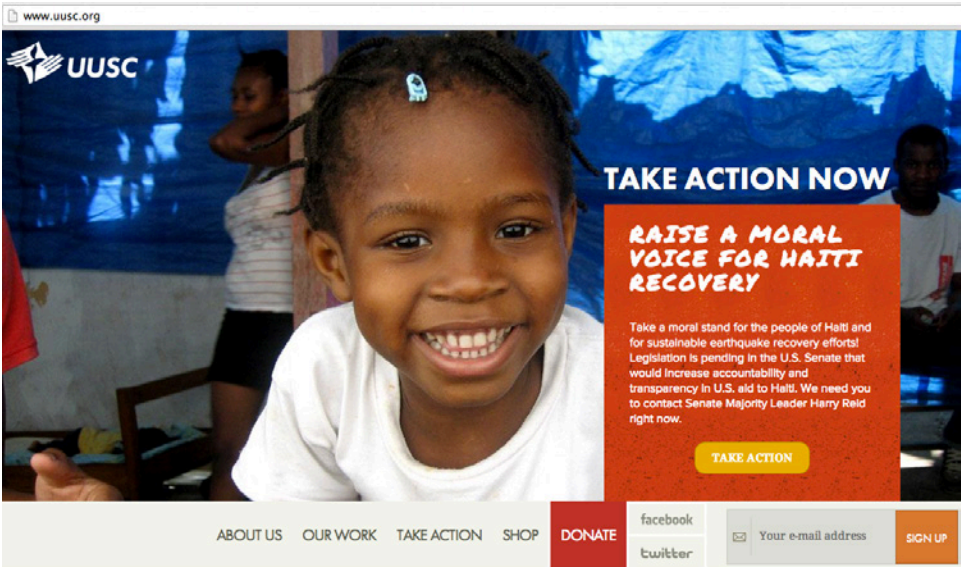 www.uusc.org
UUSC
TAKE ACTION NOW
RAISE A MORAL
VOICE FOR HAITI
RECOVERY
Take a moral stand for the people of Haiti and
for sustainable earthquake recovery efforts!
Legislation is pending in the U.S. Senate that
would increase accountability and
transparency in U.S. aid to Haiti. We need you
to contact Senate Majority Leader Harry Reid
right now.
TAKE ACTION
ABOUT US OUR WORK TAKE ACTION SHOP DONATE
facebook
twitter
Your e-mail address
SIGN UP